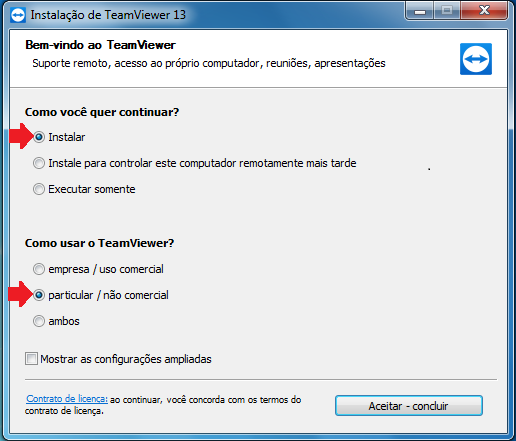 Instalação de TeamViewer 13
Bem-vindo ao TeamViewer
Suporte remoto, acesso ao próprio computador, reuniões, apresentações
Como você quer continuar?
Instalar
Instale para controlar este computador remotamente mais tarde
.
Executar somente
Como usar o TeamViewer?
empresa / uso comercial
particular / não comercial
ambos
Mostrar as configurações ampliadas
Contrato de licença: ao continuar, você concorda com os termos do
contrato de licença.
Aceitar - concluir